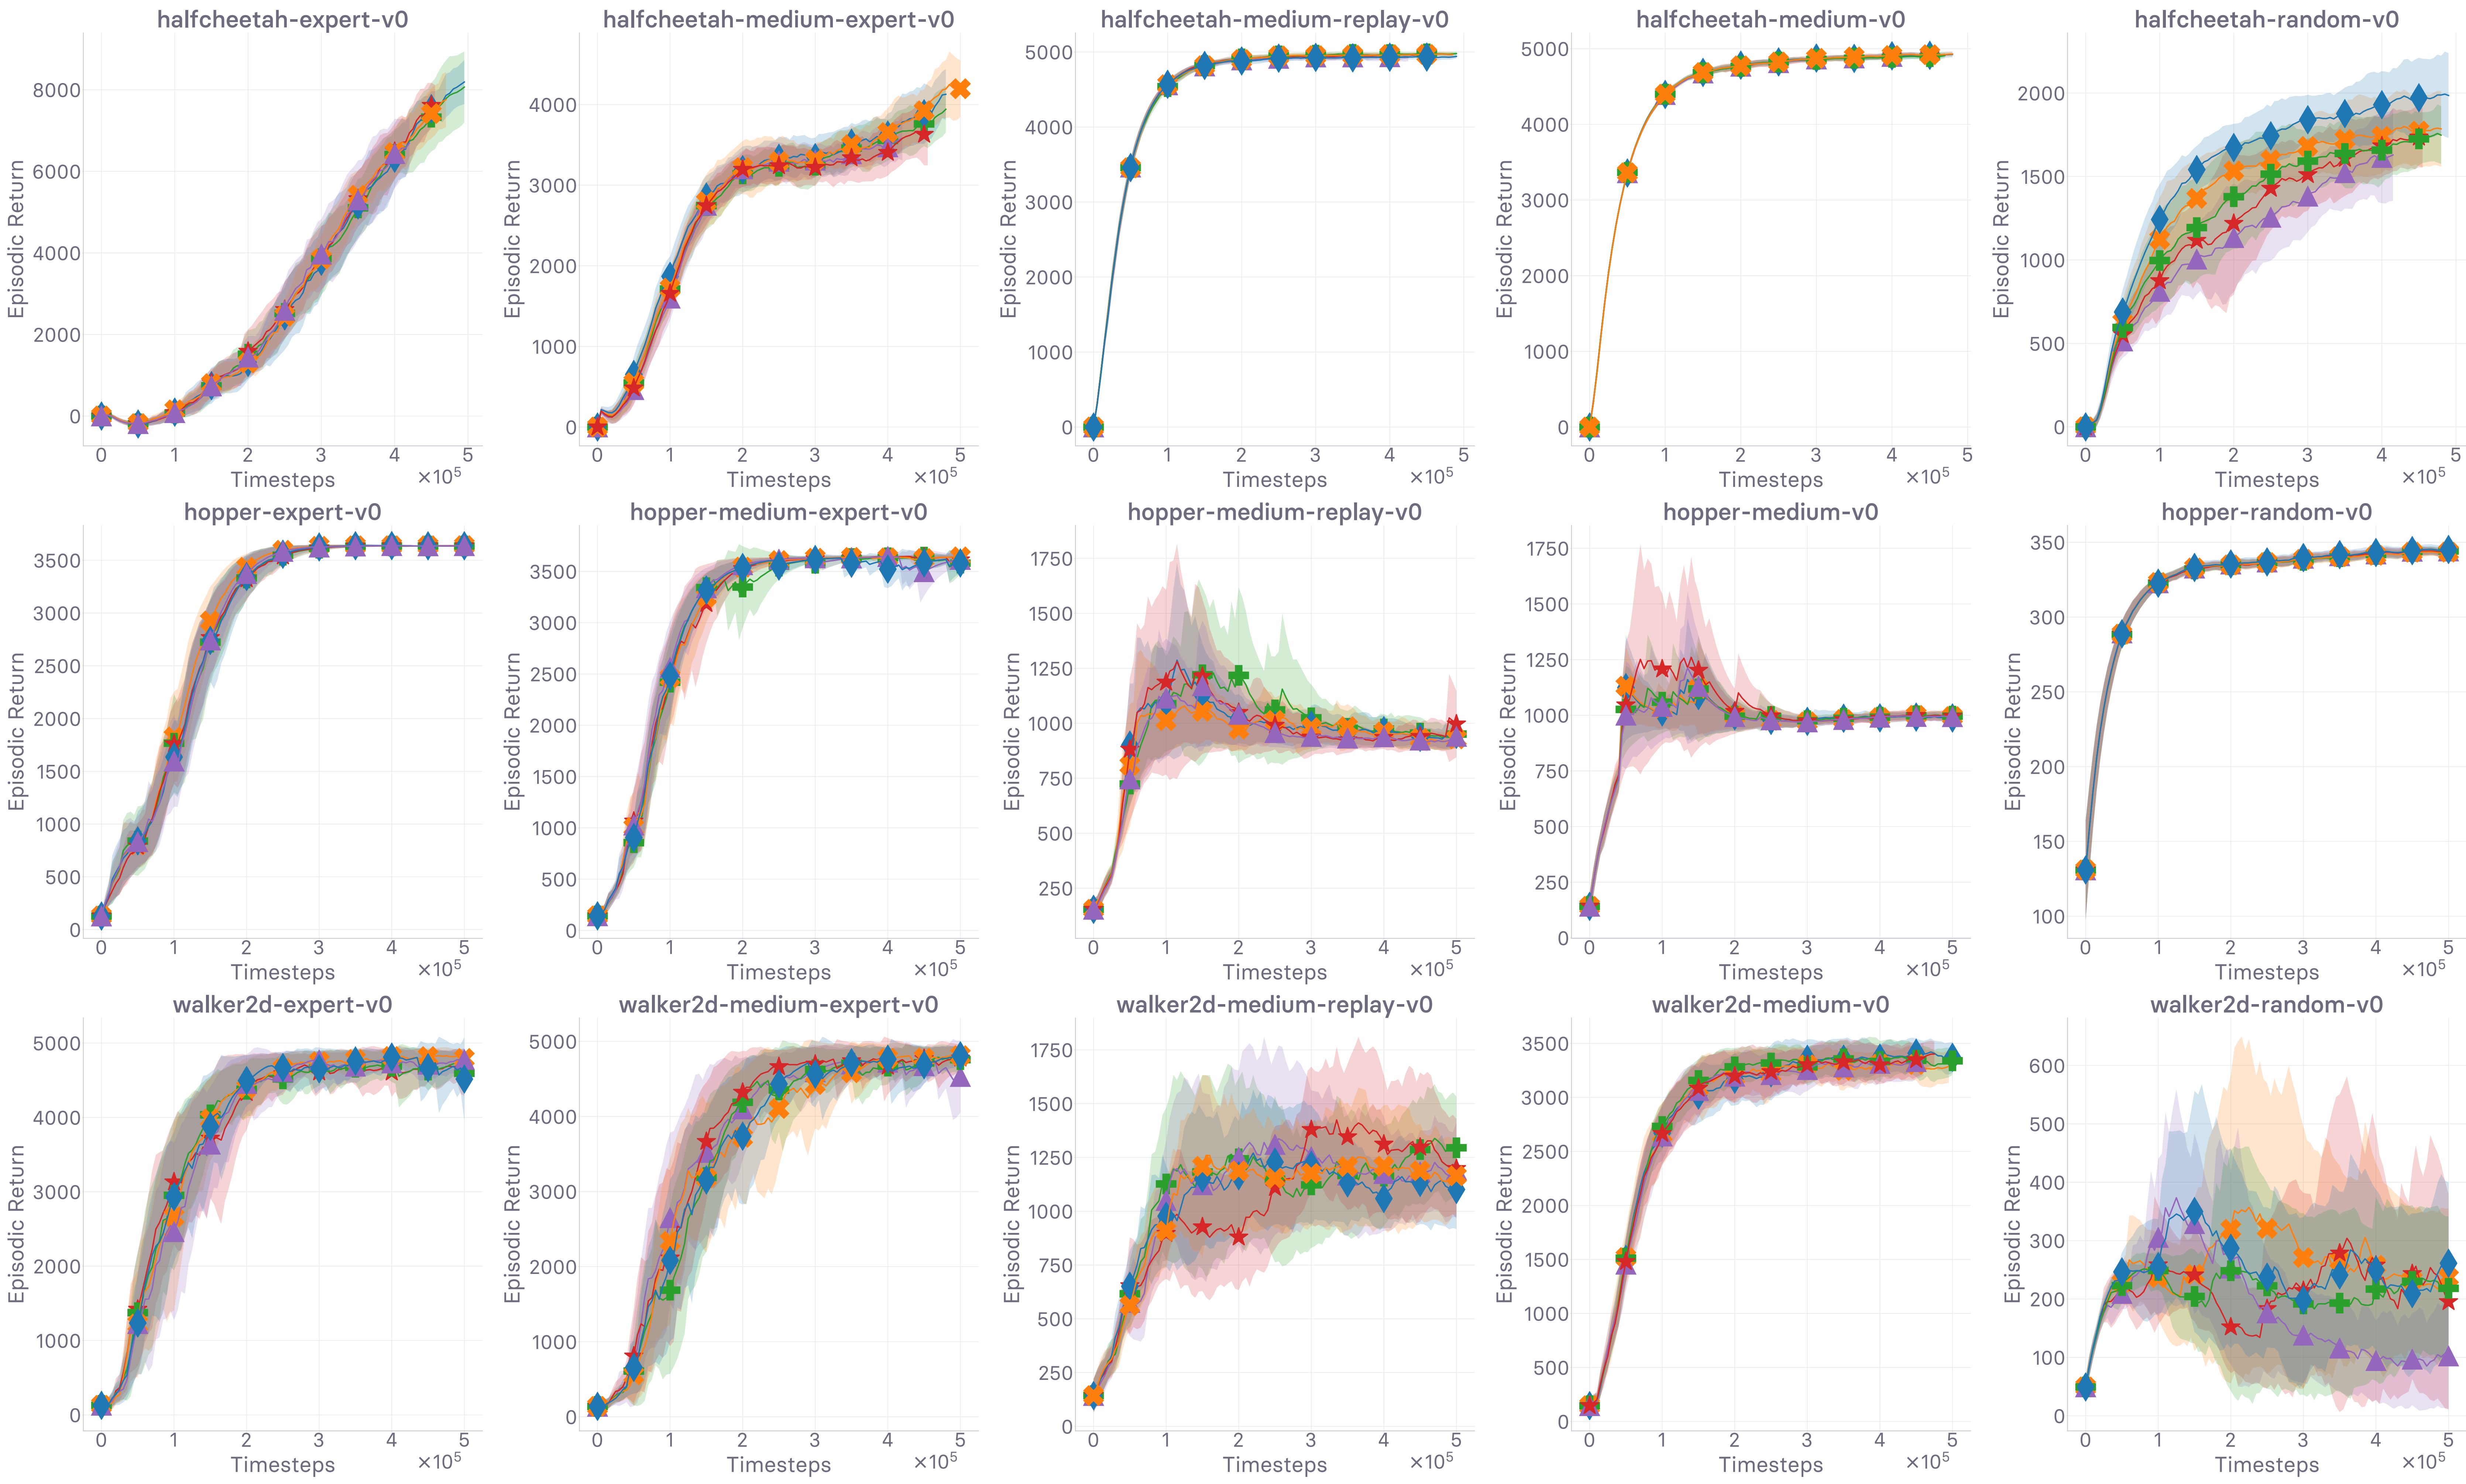 halfcheetah-expert-v0
Episodic Return
8000
6000
4000
2000
0
0 1 2 3 4 5
Timesteps
×10⁵
halfcheetah-medium-expert-v0
Episodic Return
4000
3000
2000
1000
0
0 1 2 3 4 5
Timesteps
×10⁵
halfcheetah-medium-replay-v0
Episodic Return
5000
4000
3000
2000
1000
0
0 1 2 3 4 5
Timesteps
×10⁵
halfcheetah-medium-v0
Episodic Return
5000
4000
3000
2000
1000
0
0 1 2 3 4 5
Timesteps
×10⁵
halfcheetah-random-v0
Episodic Return
2000
1500
1000
500
0
0 1 2 3 4 5
Timesteps
×10⁵
hopper-expert-v0
Episodic Return
3500
3000
2500
2000
1500
1000
500
0
0 1 2 3 4 5
Timesteps
×10⁵
hopper-medium-expert-v0
Episodic Return
3500
3000
2500
2000
1500
1000
500
0
0 1 2 3 4 5
Timesteps
×10⁵
hopper-medium-replay-v0
Episodic Return
1750
1500
1250
1000
750
500
250
0 1 2 3 4 5
Timesteps
×10⁵
hopper-medium-v0
Episodic Return
1750
1500
1250
1000
750
500
250
0
0 1 2 3 4 5
Timesteps
×10⁵
hopper-random-v0
Episodic Return
350
300
250
200
150
100
0 1 2 3 4 5
Timesteps
×10⁵
walker2d-expert-v0
Episodic Return
5000
4000
3000
2000
1000
0
0 1 2 3 4 5
Timesteps
×10⁵
walker2d-medium-expert-v0
Episodic Return
5000
4000
3000
2000
1000
0
0 1 2 3 4 5
Timesteps
×10⁵
walker2d-medium-replay-v0
Episodic Return
1750
1500
1250
1000
750
500
250
0
0 1 2 3 4 5
Timesteps
×10⁵
walker2d-medium-v0
Episodic Return
3500
3000
2500
2000
1500
1000
500
0
0 1 2 3 4 5
Timesteps
×10⁵
walker2d-random-v0
Episodic Return
600
500
400
300
200
100
0
0 1 2 3 4 5
Timesteps
×10⁵